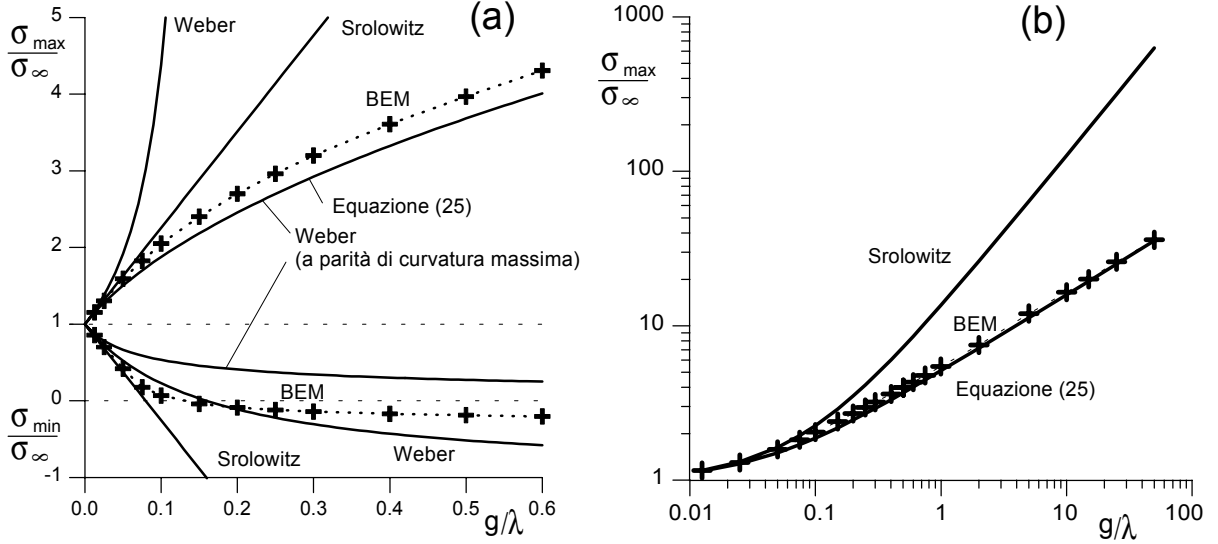 (a)
σmax
σ∞
5
4
3
2
1
0
-1
σmin
σ∞
Weber
Srolowitz
BEM
Equazione (25)
Weber
(a parità di curvatura massima)
BEM
Weber
Srolowitz
0.0 0.1 0.2 0.3 0.4 0.5 0.6
g/λ
(b)
σmax
σ∞
1000
100
10
1
Srolowitz
BEM
Equazione (25)
0.01 0.1 1 10 100
g/λ